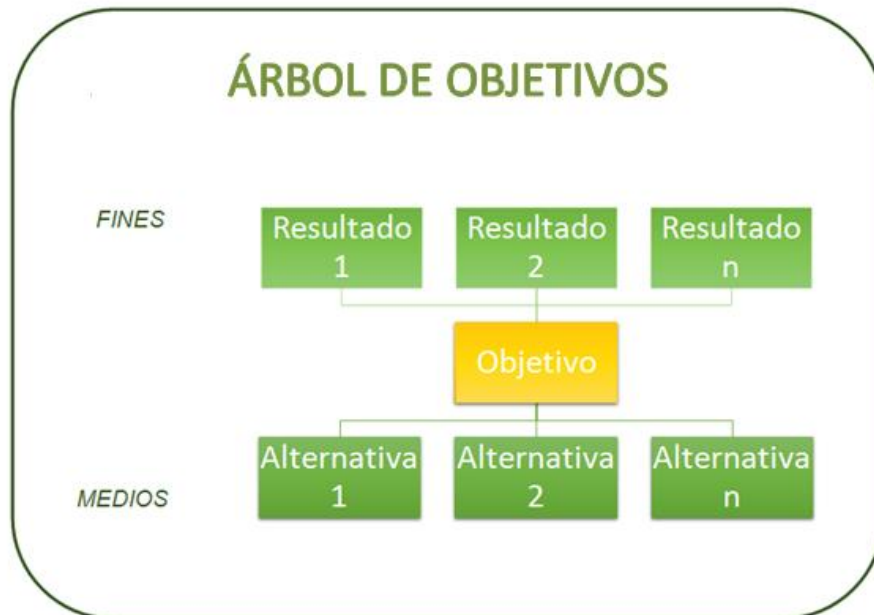 ÁRBOL DE OBJETIVOS
FINES
Resultado
1
Resultado
2
Resultado
n
Objetivo
MEDIOS
Alternativa
1
Alternativa
2
Alternativa
n